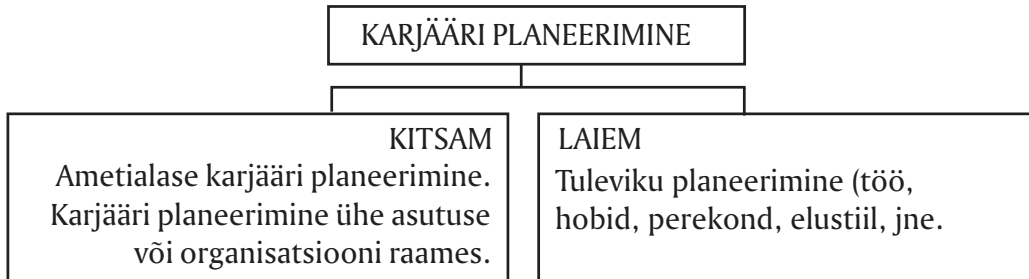 KARJÄÄRI PLANEERIMINE
KITSAM
Ametialase karjääri planeerimine.
Karjääri planeerimine ühe asutuse
või organisatsiooni raames.
LAIEM
Tuleviku planeerimine (töö,
hobid, perekond, elustiil, jne.